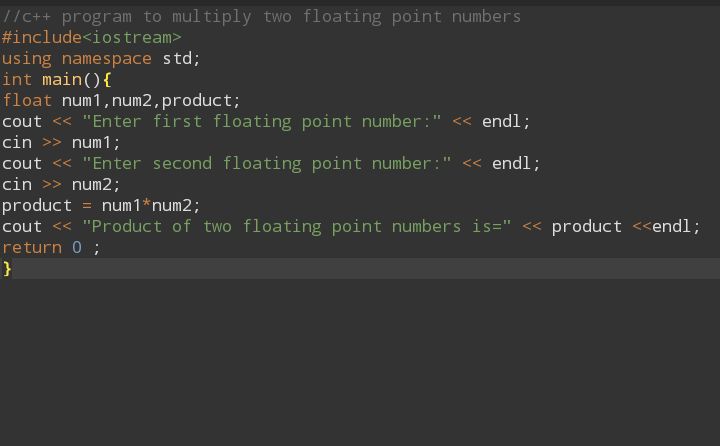 //c++ program to multiply two floating point numbers
#include<iostream>
using namespace std;
int main(){
float num1,num2,product;
cout << "Enter first floating point number:" << endl;
cin >> num1;
cout << "Enter second floating point number:" << endl;
cin >> num2;
product = num1*num2;
cout << "Product of two floating point numbers is=" << product <<endl;
return 0 ;
}